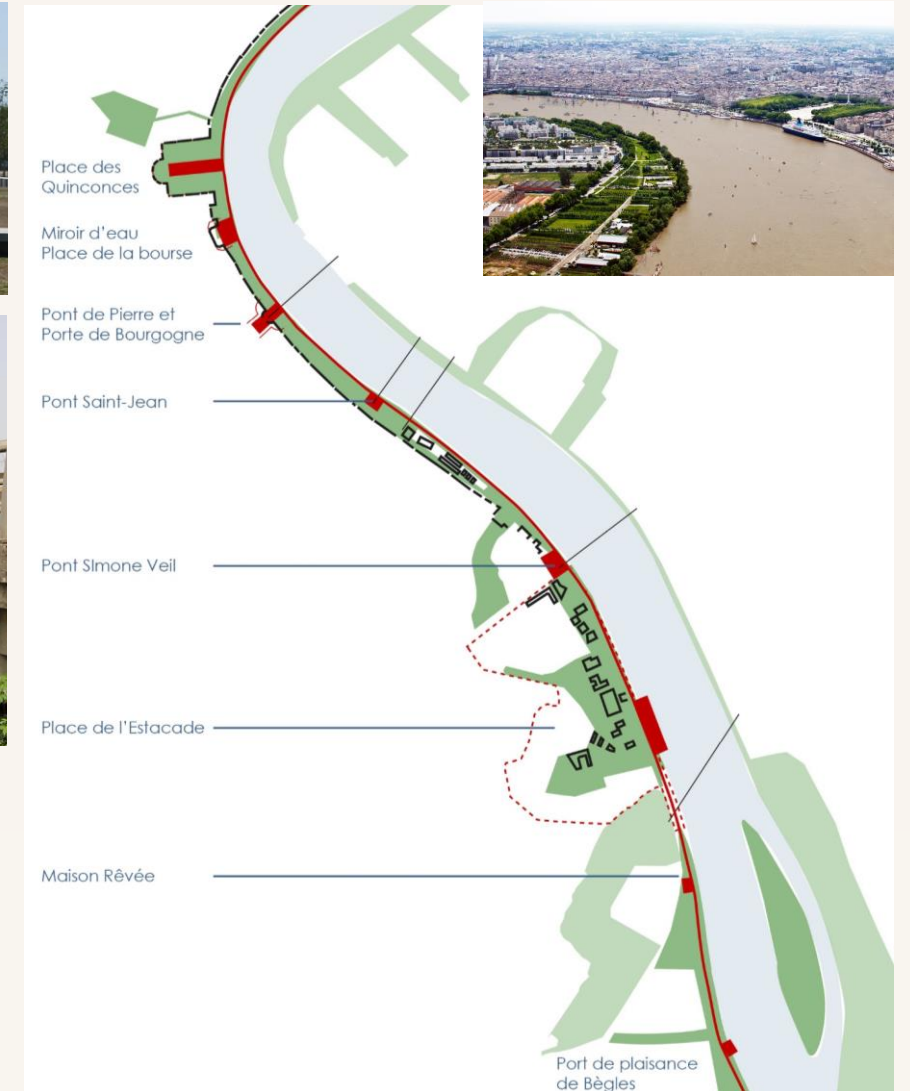 Place des
Quinconces
Miroir d'eau
Place de la bourse
Pont de Pierre et
Porte de Bourgogne
Pont Saint-Jean
Pont SImone Veil
Place de l'Estacade
Maison Rêvée
Port de plaisance
de Bègles